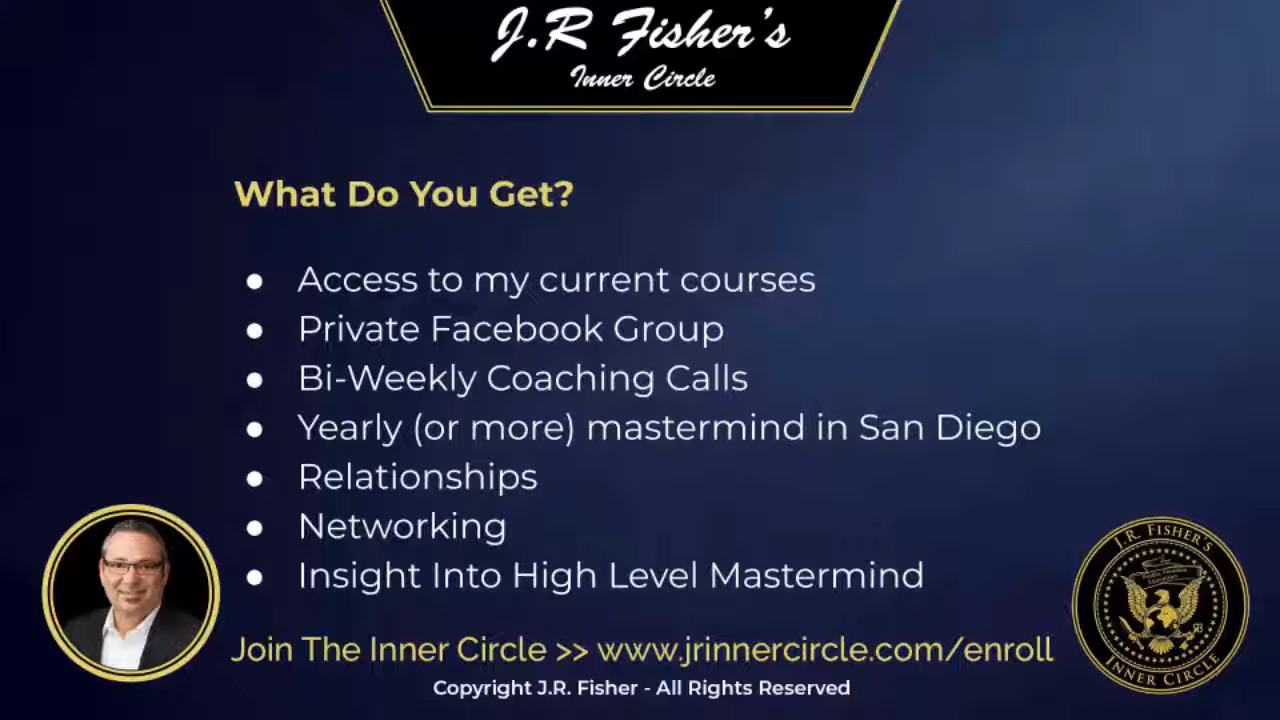 J.R Fisher's
Inner Circle
What Do You Get?
● Access to my current courses
● Private Facebook Group
● Bi-Weekly Coaching Calls
● Yearly (or more) mastermind in San Diego
● Relationships
● Networking
● Insight Into High Level Mastermind
J.R. FISHER'S
INNER CIRCLE
Join The Inner Circle >> www.jrinnercircle.com/enroll
Copyright J.R. Fisher - All Rights Reserved